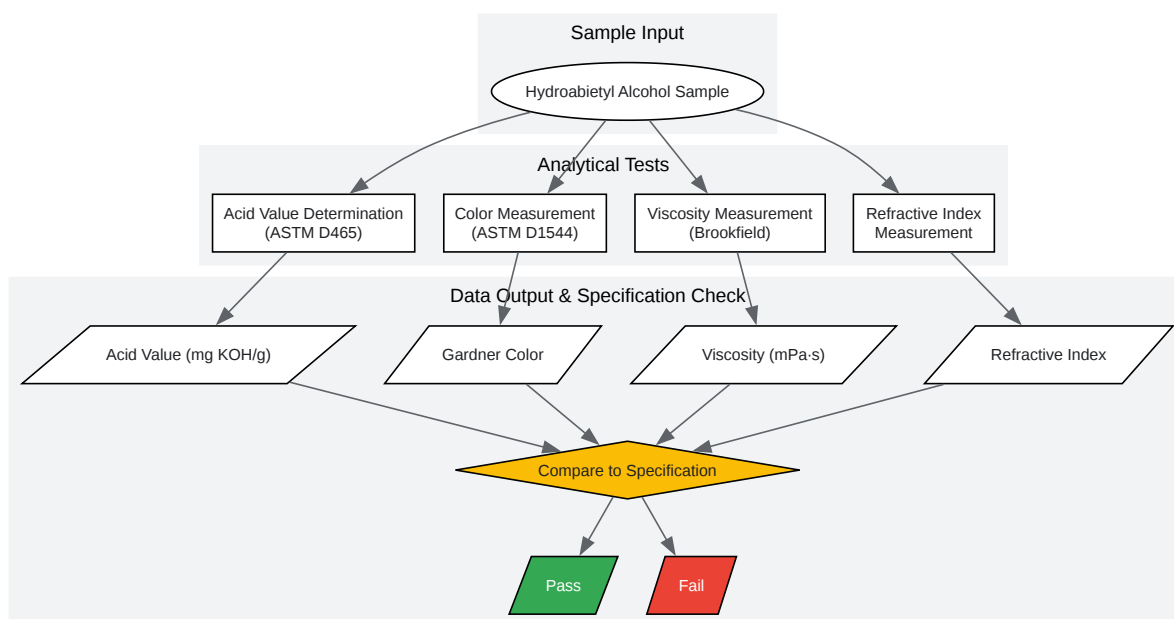 Sample Input
Hydroabietyl Alcohol Sample
Analytical Tests
Acid Value Determination
(ASTM D465)
Color Measurement
(ASTM D1544)
Viscosity Measurement
(Brookfield)
Refractive Index
Measurement
Data Output & Specification Check
Acid Value (mg KOH/g)
Gardner Color
Viscosity (mPa·s)
Refractive Index
Compare to Specification
Pass
Fail